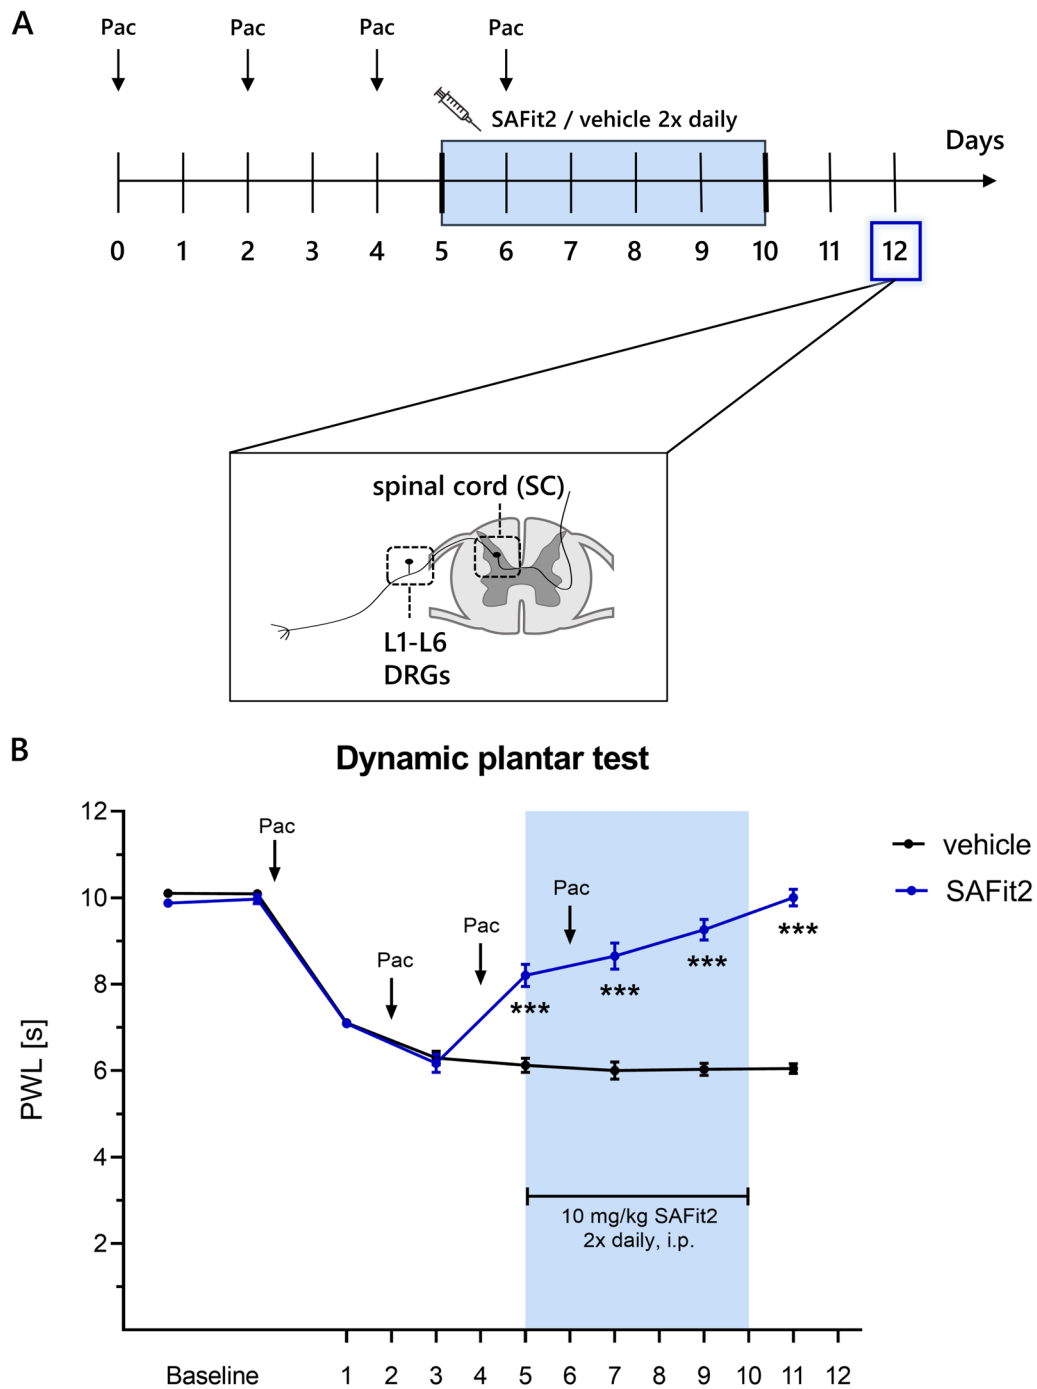 A
Pac Pac Pac Pac
SAFit2 / vehicle 2x daily
Days
0 1 2 3 4 5 6 7 8 9 10 11 12
spinal cord (SC)
L1-L6
DRGs
B
Dynamic plantar test
12
10
8
6
4
2
PWL [s]
Pac
Pac
Pac
Pac
***
***
***
***
vehicle
SAFit2
10 mg/kg SAFit2
2x daily, i.p.
Baseline 1 2 3 4 5 6 7 8 9 10 11 12